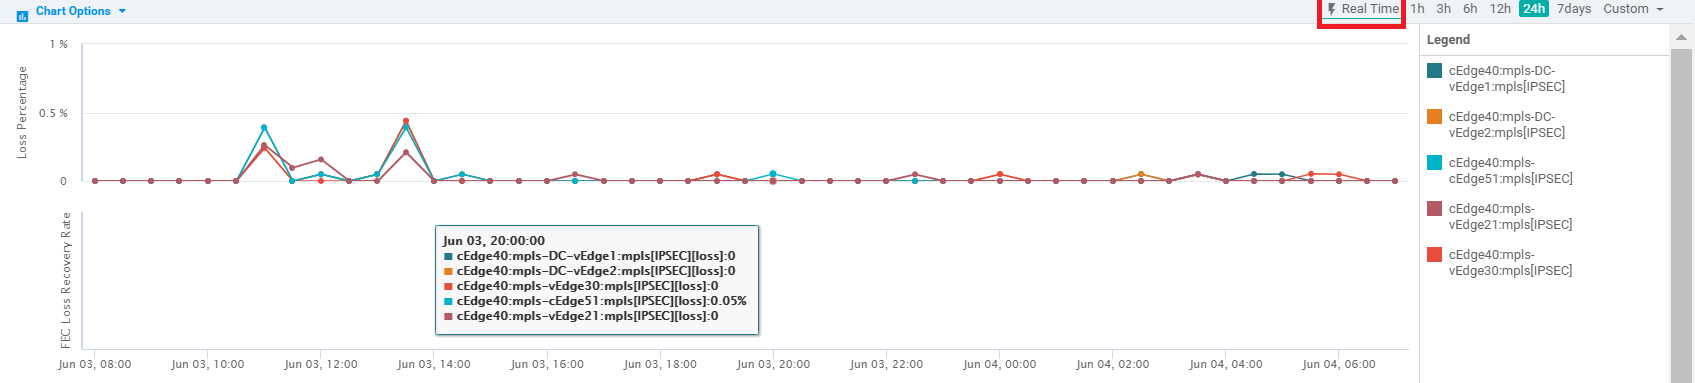 Chart Options
Real Time 1h 3h 6h 12h 24h 7days Custom
1 %
0.5 %
0
Loss Percentage
FEC Loss Recovery Rate
Jun 03, 20:00:00
cEdge40:mpls-DC-vEdge1:mpls[IPSEC][loss]:0
cEdge40:mpls-DC-vEdge2:mpls[IPSEC][loss]:0
cEdge40:mpls-vEdge30:mpls[IPSEC][loss]:0
cEdge40:mpls-cEdge51:mpls[IPSEC][loss]:0.05%
cEdge40:mpls-vEdge21:mpls[IPSEC][loss]:0
Jun 03, 08:00 Jun 03, 10:00 Jun 03, 12:00 Jun 03, 14:00 Jun 03, 16:00 Jun 03, 18:00 Jun 03, 20:00 Jun 03, 22:00 Jun 04, 00:00 Jun 04, 02:00 Jun 04, 04:00 Jun 04, 06:00
Legend
cEdge40:mpls-DC-
vEdge1:mpls[IPSEC]
cEdge40:mpls-DC-
vEdge2:mpls[IPSEC]
cEdge40:mpls-
cEdge51:mpls[IPSEC]
cEdge40:mpls-
vEdge21:mpls[IPSEC]
cEdge40:mpls-
vEdge30:mpls[IPSEC]